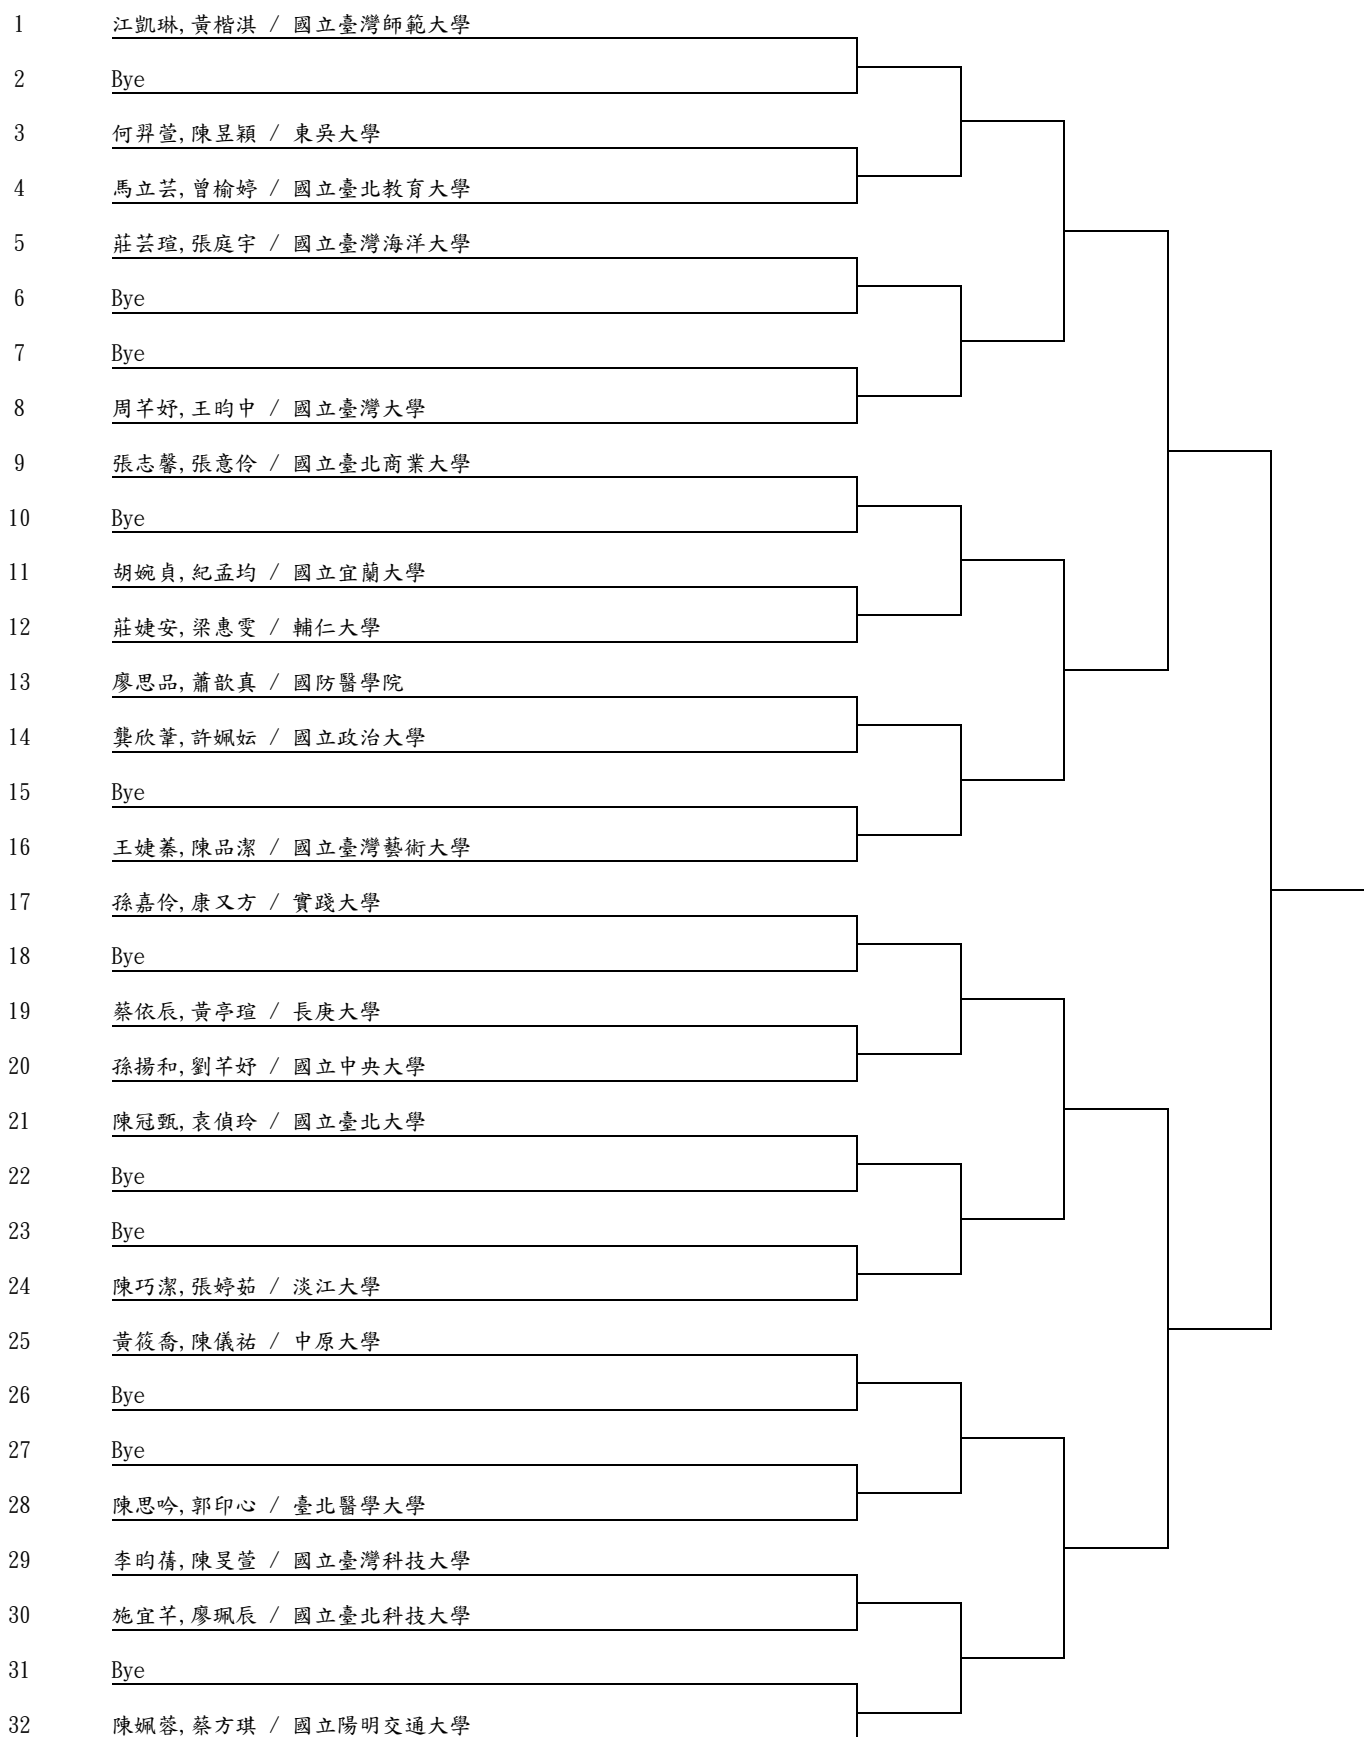 1 江凱琳,黃楷淇 / 國立臺灣師範大學
2 Bye
3 何羿萱,陳昱穎 / 東吳大學
4 馬立芸,曾榆婷 / 國立臺北教育大學
5 莊芸瑄,張庭宇 / 國立臺灣海洋大學
6 Bye
7 Bye
8 周芊妤,王昀中 / 國立臺灣大學
9 張志馨,張意伶 / 國立臺北商業大學
10 Bye
11 胡婉貞,紀孟均 / 國立宜蘭大學
12 莊婕安,梁惠雯 / 輔仁大學
13 廖思品,蕭歆真 / 國防醫學院
14 龔欣葦,許姵妘 / 國立政治大學
15 Bye
16 王婕蓁,陳品潔 / 國立臺灣藝術大學
17 孫嘉伶,康又方 / 實踐大學
18 Bye
19 蔡依辰,黃亭瑄 / 長庚大學
20 孫揚和,劉芊妤 / 國立中央大學
21 陳冠甄,袁偵玲 / 國立臺北大學
22 Bye
23 Bye
24 陳巧潔,張婷茹 / 淡江大學
25 黃筱喬,陳儀祐 / 中原大學
26 Bye
27 Bye
28 陳思吟,郭印心 / 臺北醫學大學
29 李昀蒨,陳旻萱 / 國立臺灣科技大學
30 施宜芊,廖珮辰 / 國立臺北科技大學
31 Bye
32 陳姵蓉,蔡方琪 / 國立陽明交通大學